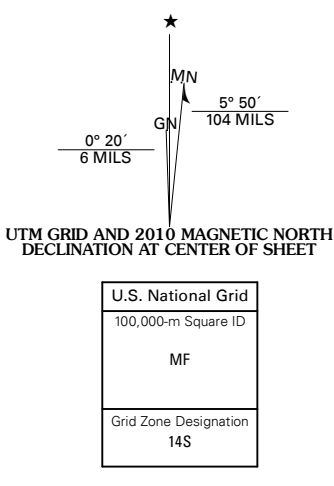 MN
5° 50´
104 MILS
GN
0° 20´
6 MILS
UTM GRID AND 2010 MAGNETIC NORTH
DECLINATION AT CENTER OF SHEET
U.S. National Grid
100,000-m Square ID
MF
Grid Zone Designation
14S